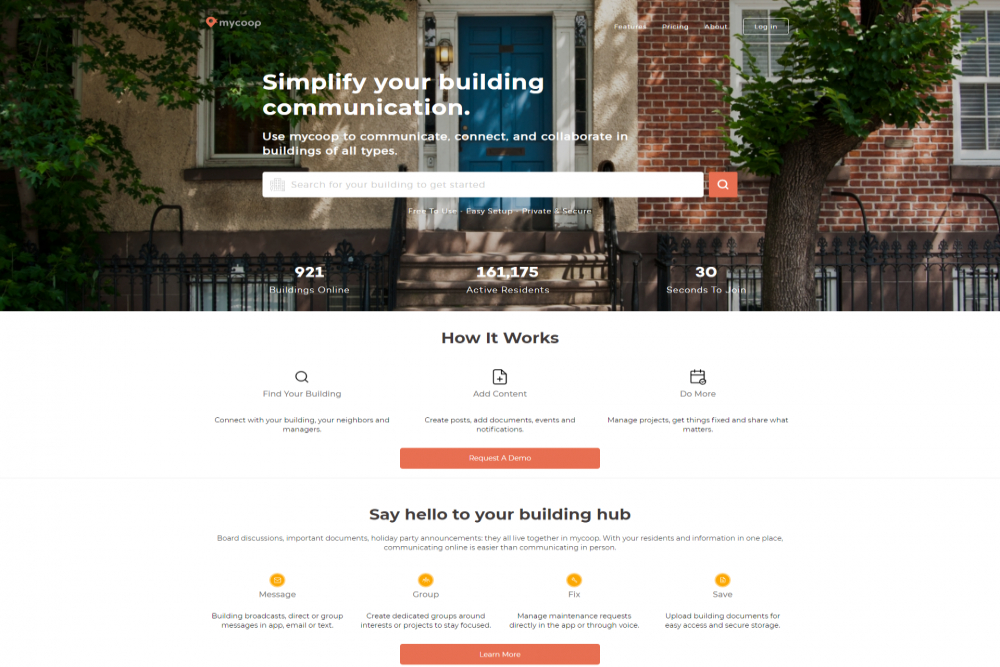 mycoop
Features Pricing About Log in
Simplify your building
communication.
Use mycoop to communicate, connect, and collaborate in
buildings of all types.
Search for your building to get started
Free To Use - Easy Setup - Private & Secure
921 161,175 30
Buildings Online Active Residents Seconds To Join
How It Works
Find Your Building Add Content Do More
Connect with your building, your neighbors and Create posts, add documents, events and Manage projects, get things fixed and share what
managers. notifications. matters.
Request A Demo
Say hello to your building hub
Board discussions, important documents, holiday party announcements: they all live together in mycoop. With your residents and information in one place,
communicating online is easier than communicating in person.
Message Group Fix Save
Building broadcasts, direct or group Create dedicated groups around Manage maintenance requests Upload building documents for
messages in app, email or text. interests or projects to stay focused. directly in the app or through voice. easy access and secure storage.
Learn More